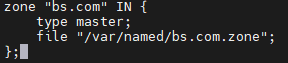 zone "bs.com" IN {
    type master;
    file "/var/named/bs.com.zone";
};